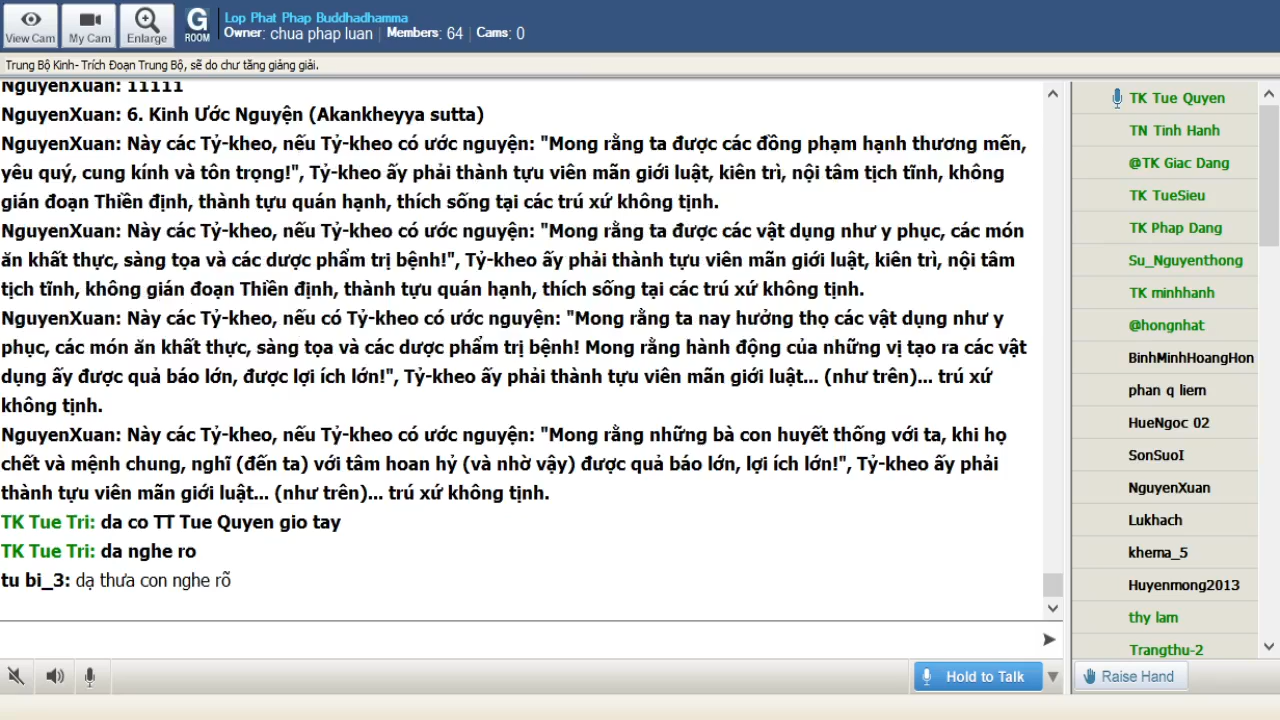 View Cam
My Cam
Enlarge
G
ROOM
Lop Phat Phap Buddhadhamma
Owner: chua phap luan | Members: 64 | Cams: 0
Trung Bộ Kinh- Trích Đoạn Trung Bộ, sẽ do chư tăng giảng giải.
NguyenXuan: 11111
NguyenXuan: 6. Kinh Ước Nguyện (Akankheyya sutta)
NguyenXuan: Này các Tỷ-kheo, nếu Tỷ-kheo có ước nguyện: "Mong rằng ta được các đồng phạm hạnh thương mến,
yêu quý, cung kính và tôn trọng!", Tỷ-kheo ấy phải thành tựu viên mãn giới luật, kiên trì, nội tâm tịch tĩnh, không
gián đoạn Thiền định, thành tựu quán hạnh, thích sống tại các trú xứ không tịnh.
NguyenXuan: Này các Tỷ-kheo, nếu Tỷ-kheo có ước nguyện: "Mong rằng ta được các vật dụng như y phục, các món
ăn khất thực, sàng tọa và các dược phẩm trị bệnh!", Tỷ-kheo ấy phải thành tựu viên mãn giới luật, kiên trì, nội tâm
tịch tĩnh, không gián đoạn Thiền định, thành tựu quán hạnh, thích sống tại các trú xứ không tịnh.
NguyenXuan: Này các Tỷ-kheo, nếu có Tỷ-kheo có ước nguyện: "Mong rằng ta nay hưởng thọ các vật dụng như y
phục, các món ăn khất thực, sàng tọa và các dược phẩm trị bệnh! Mong rằng hành động của những vị tạo ra các vật
dụng ấy được quả báo lớn, được lợi ích lớn!", Tỷ-kheo ấy phải thành tựu viên mãn giới luật... (như trên)... trú xứ
không tịnh.
NguyenXuan: Này các Tỷ-kheo, nếu Tỷ-kheo có ước nguyện: "Mong rằng những bà con huyết thống với ta, khi họ
chết và mệnh chung, nghĩ (đến ta) với tâm hoan hỷ (và nhờ vậy) được quả báo lớn, lợi ích lớn!", Tỷ-kheo ấy phải
thành tựu viên mãn giới luật... (như trên)... trú xứ không tịnh.
TK Tue Tri: da co TT Tue Quyen gio tay
TK Tue Tri: da nghe ro
tu bi_3: dạ thưa con nghe rõ
Hold to Talk
TK Tue Quyen
TN Tinh Hanh
@TK Giac Dang
TK TueSieu
TK Phap Dang
Su_Nguyenthong
TK minhhanh
@hongnhat
BinhMinhHoangHon
phan q liem
HueNgoc 02
SonSuoI
NguyenXuan
Lukhach
khema_5
Huyenmong2013
thy lam
Trangthu-2
Raise Hand